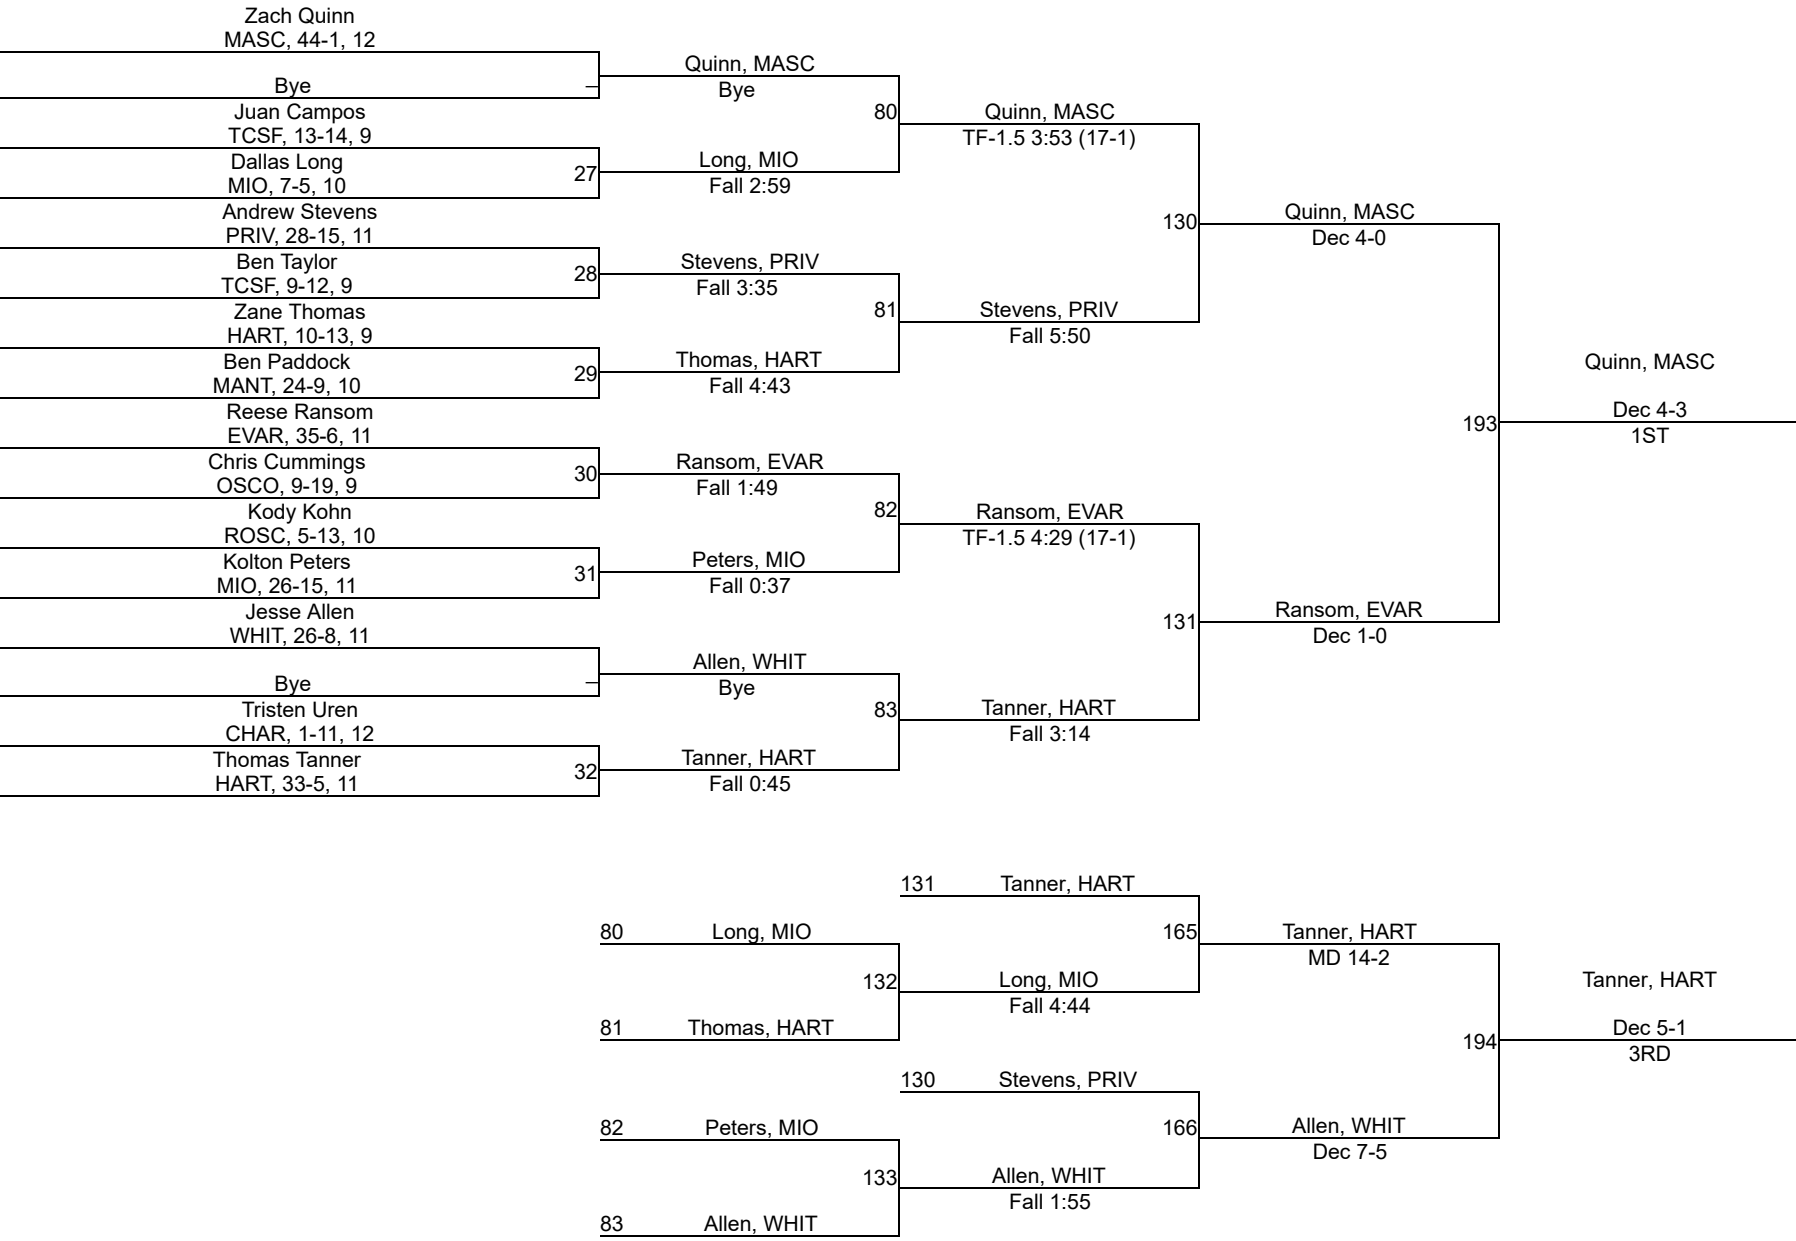 Zach Quinn
MASC, 44-1, 12
Bye
Juan Campos
TCSF, 13-14, 9
Dallas Long
MIO, 7-5, 10
27
Andrew Stevens
PRIV, 28-15, 11
Ben Taylor
TCSF, 9-12, 9
28
Zane Thomas
HART, 10-13, 9
Ben Paddock
MANT, 24-9, 10
29
Reese Ransom
EVAR, 35-6, 11
Chris Cummings
OSCO, 9-19, 9
30
Kody Kohn
ROSC, 5-13, 10
Kolton Peters
MIO, 26-15, 11
31
Jesse Allen
WHIT, 26-8, 11
Bye
Tristen Uren
CHAR, 1-11, 12
Thomas Tanner
HART, 33-5, 11
32
Quinn, MASC
Bye
80
Long, MIO
Fall 2:59
Stevens, PRIV
Fall 3:35
81
Thomas, HART
Fall 4:43
Ransom, EVAR
Fall 1:49
82
Peters, MIO
Fall 0:37
Allen, WHIT
Bye
83
Tanner, HART
Fall 0:45
Quinn, MASC
TF-1.5 3:53 (17-1)
130
Stevens, PRIV
Fall 5:50
Ransom, EVAR
TF-1.5 4:29 (17-1)
131
Tanner, HART
Fall 3:14
Quinn, MASC
Dec 4-0
193
Ransom, EVAR
Dec 1-0
Quinn, MASC
Dec 4-3
1ST
131 Tanner, HART
80 Long, MIO
165
132
Long, MIO
Fall 4:44
81 Thomas, HART
130 Stevens, PRIV
82 Peters, MIO
166
133
Allen, WHIT
Fall 1:55
83 Allen, WHIT
Tanner, HART
MD 14-2
194
Allen, WHIT
Dec 7-5
Tanner, HART
Dec 5-1
3RD